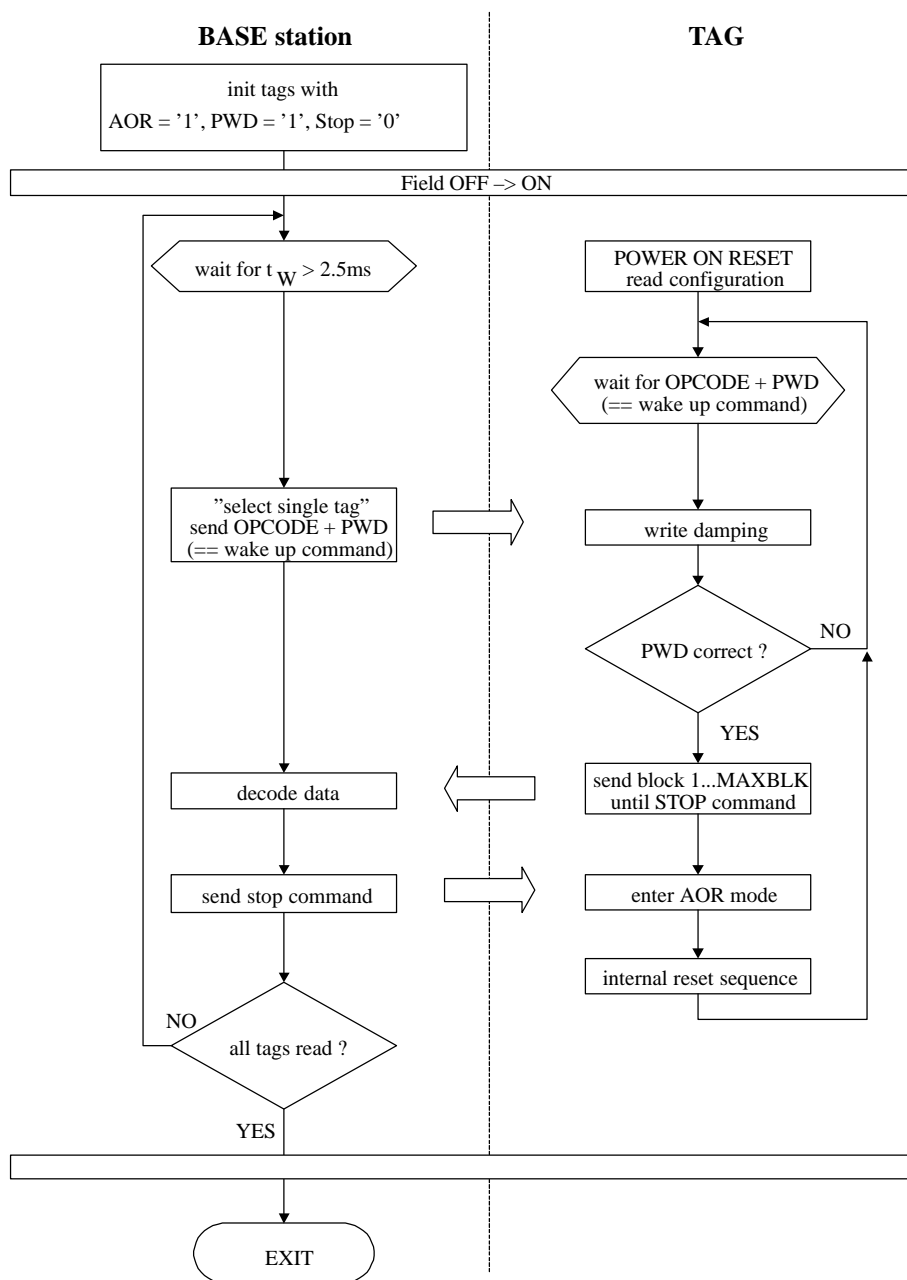 BASE station
TAG
init tags with
AOR = ’1’, PWD = ’1’, Stop = ’0’
Field OFF –> ON
wait for t W > 2.5ms
POWER ON RESET
read configuration
wait for OPCODE + PWD
(== wake up command)
”select single tag”
send OPCODE + PWD
(== wake up command)
write damping
PWD correct ?
NO
YES
send block 1...MAXBLK
until STOP command
decode data
send stop command
enter AOR mode
internal reset sequence
all tags read ?
NO
YES
EXIT